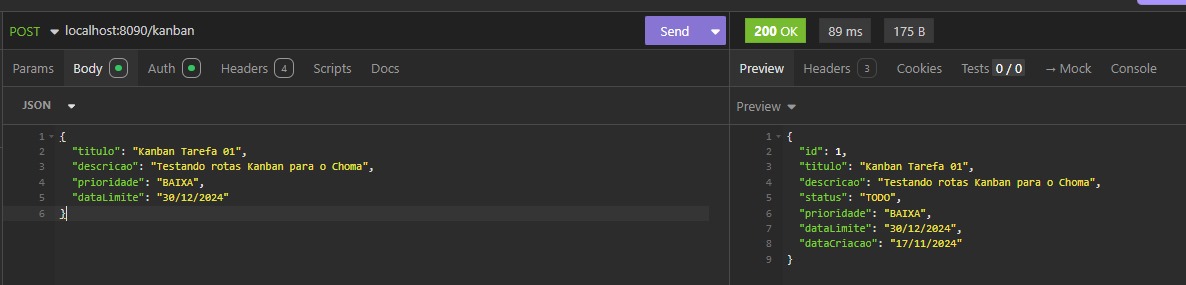 POST localhost:8090/kanban Send 200 OK 89 ms 175 B
Params Body Auth Headers 4 Scripts Docs
Preview Headers 3 Cookies Tests 0 / 0 → Mock Console
JSON
Preview
1 {
2 "titulo": "Kanban Tarefa 01",
3 "descricao": "Testando rotas Kanban para o Choma",
4 "prioridade": "BAIXA",
5 "dataLimite": "30/12/2024"
6 }
1 {
2 "id": 1,
3 "titulo": "Kanban Tarefa 01",
4 "descricao": "Testando rotas Kanban para o Choma",
5 "status": "TODO",
6 "prioridade": "BAIXA",
7 "dataLimite": "30/12/2024",
8 "dataCriacao": "17/11/2024"
9 }